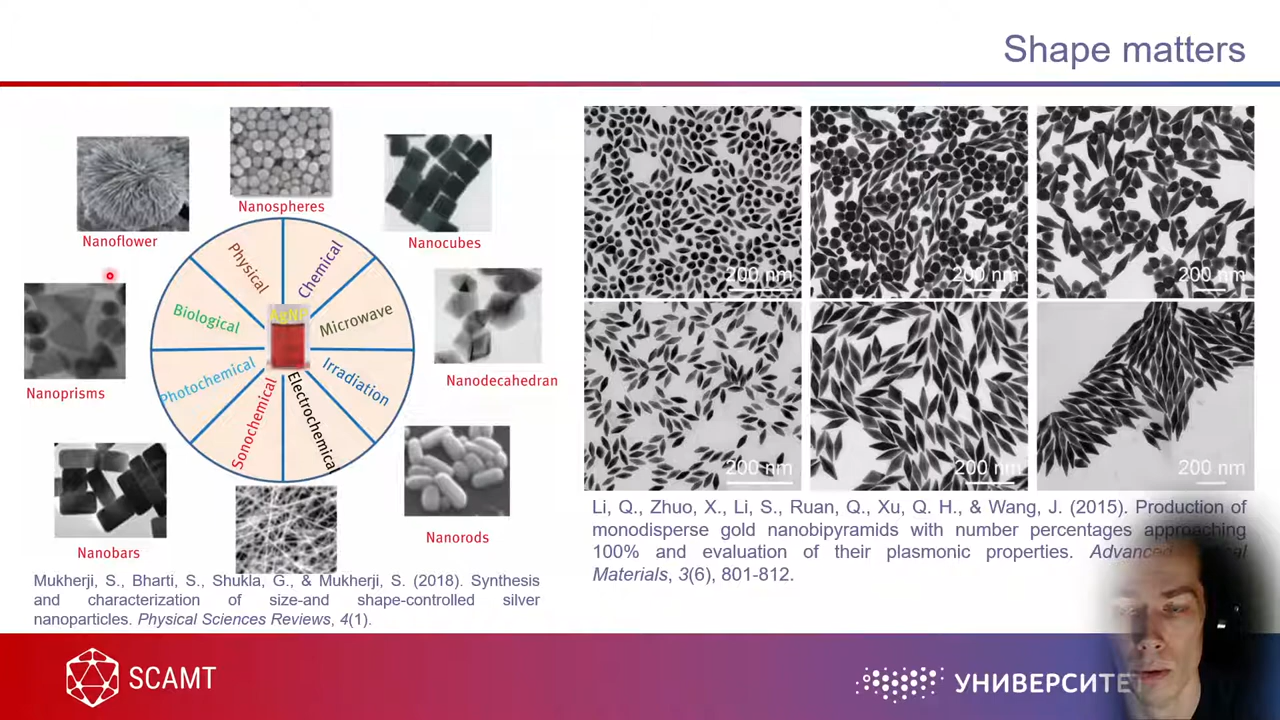 Shape matters
Nanospheres
Nanoflower
Nanocubes
Physical
Chemical
Biological
AgNP
Microwave
Nanoprisms
Nanodecahedran
Photochemical
Irradiation
Sonochemical
Electrochemical
Nanobars
Nanorods
Mukherji, S., Bharti, S., Shukla, G., & Mukherji, S. (2018). Synthesis
and characterization of size-and shape-controlled silver
nanoparticles. Physical Sciences Reviews, 4(1).
200 nm
200 nm
200 nm
200 nm
200 nm
200 nm
Li, Q., Zhuo, X., Li, S., Ruan, Q., Xu, Q. H., & Wang, J. (2015). Production of
monodisperse gold nanobipyramids with number percentages approaching
100% and evaluation of their plasmonic properties.
Materials, 3(6), 801-812.
SCAMT